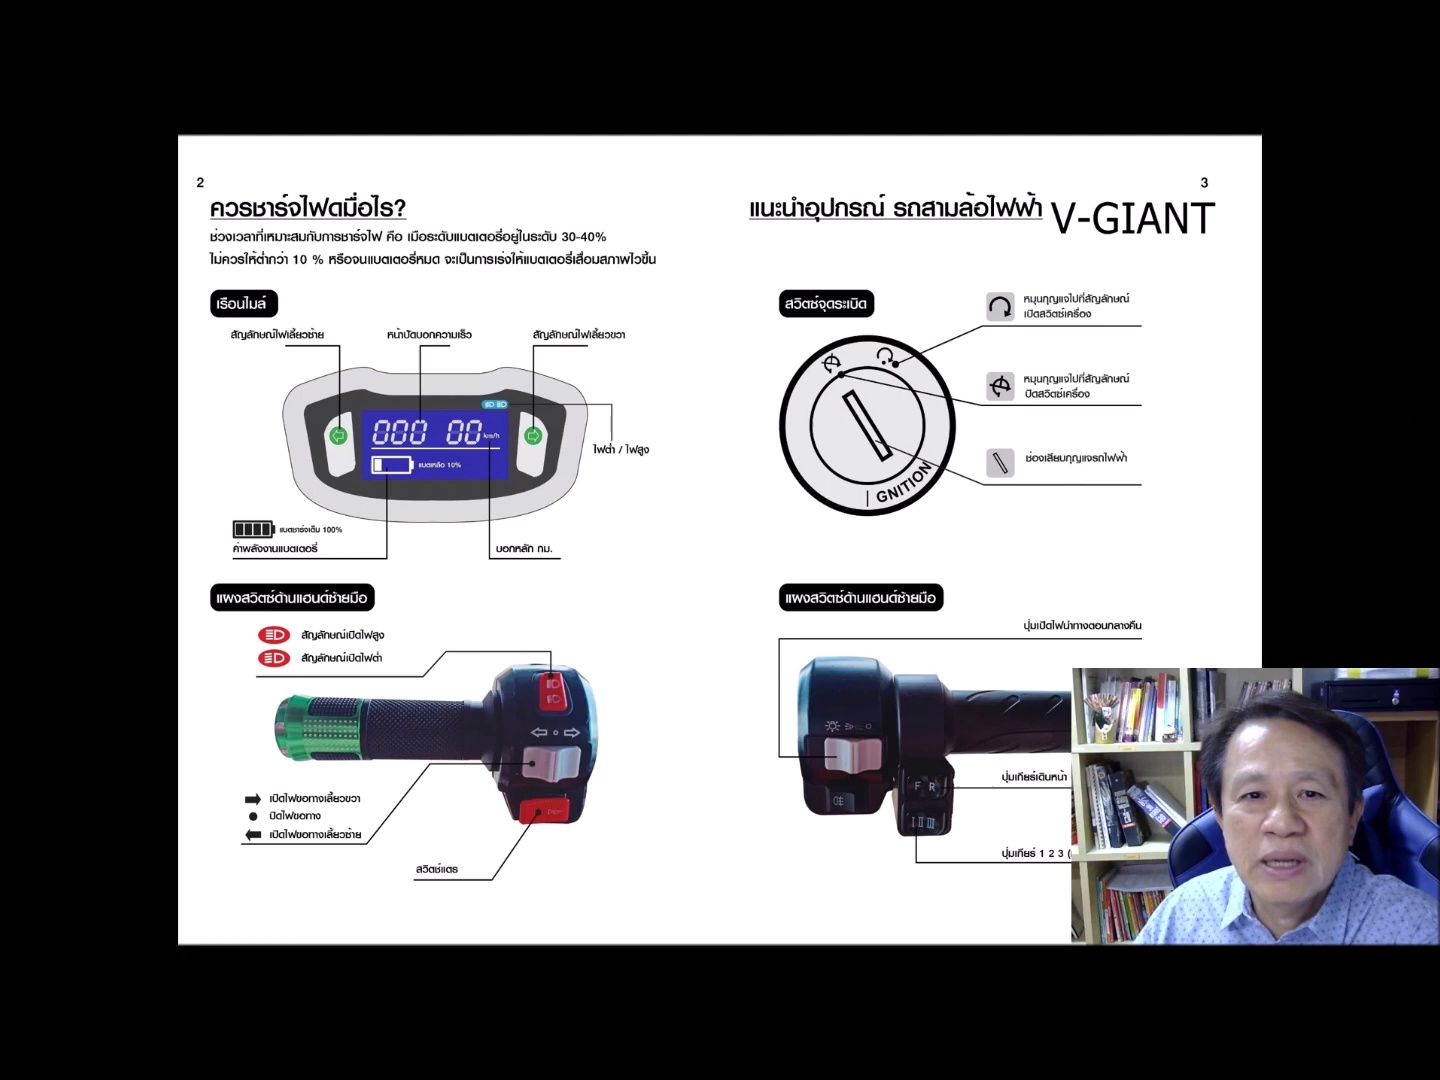 2
ควรชาร์จไฟตเมื่อไร?
ช่วงเวลาที่เหมาะสมกับการชาร์จไฟ คือ เมื่อระดับแบตเตอรี่อยู่ในระดับ 30-40%
ไม่ควรให้ต่ำกว่า 10 % หรือจนแบตเตอรี่หมด จะเป็นการเร่งให้แบตเตอรี่เสื่อมสภาพไวขึ้น
เรือนไมล์
สัญลักษณ์ไฟเลี้ยวซ้าย
หน้าปัดบอกความเร็ว
สัญลักษณ์ไฟเลี้ยวขวา
000 00 km/h
แบตเหลือ 10%
ไฟต่ำ / ไฟสูง
แบตชาร์จเต็ม 100%
ค่าพลังงานแบตเตอรี่
บอกหลัก กม.
แผงสวิตช์ด้านแฮนด์ซ้ายมือ
สัญลักษณ์เปิดไฟสูง
สัญลักษณ์เปิดไฟต่ำ
เปิดไฟขอทางเลี้ยวขวา
ปิดไฟขอทาง
เปิดไฟขอทางเลี้ยวซ้าย
สวิตช์แตร
3
แนะนำอุปกรณ์ รถสามล้อไฟฟ้า V-GIANT
สวิตช์จุดระเบิด
หมุนกุญแจไปที่สัญลักษณ์
เปิดสวิตช์เครื่อง
หมุนกุญแจไปที่สัญลักษณ์
ปิดสวิตช์เครื่อง
ช่องเสียบกุญแจรถไฟฟ้า
| GNITION
แผงสวิตช์ด้านแฮนด์ซ้ายมือ
ปุ่มเปิดไฟนำทางตอนกลางคืน
F R
ปุ่มเกียร์เดินหน้า
I II III
ปุ่มเกียร์ 1 2 3 (